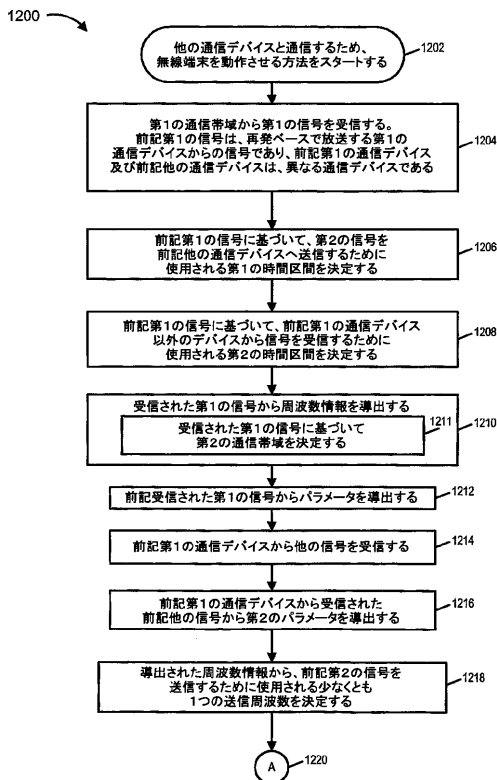 1200
他の通信デバイスと通信するため、
無線端末を動作させる方法をスタートする
1202
第1の通信帯域から第1の信号を受信する。
前記第1の信号は、再発ベースで放送する第1の
通信デバイスからの信号であり、前記第1の通信デバイス
及び前記他の通信デバイスは、異なる通信デバイスである
1204
前記第1の信号に基づいて、第2の信号を
前記他の通信デバイスへ送信するために
使用される第1の時間区間を決定する
1206
前記第1の信号に基づいて、前記第1の通信デバイス
以外のデバイスから信号を受信するために
使用される第2の時間区間を決定する
1208
受信された第1の信号から周波数情報を導出する
1211
受信された第1の信号に基づいて
第2の通信帯域を決定する
1210
前記受信された第1の信号からパラメータを導出する
1212
前記第1の通信デバイスから他の信号を受信する
1214
前記第1の通信デバイスから受信された
前記他の信号から第2のパラメータを導出する
1216
導出された周波数情報から、前記第2の信号を
送信するために使用される少なくとも
1つの送信周波数を決定する
1218
A
1220